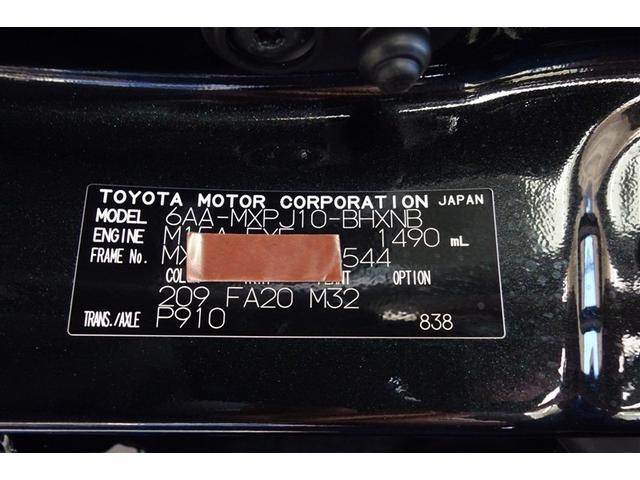 TOYOTA MOTOR CORPORATION JAPAN
MODEL 6AA-MXPJ10-BHXNB
ENGINE 1490 mL
FRAME No. MX 544
OPTION
209 FA20 M32
TRANS./AXLE P910 838